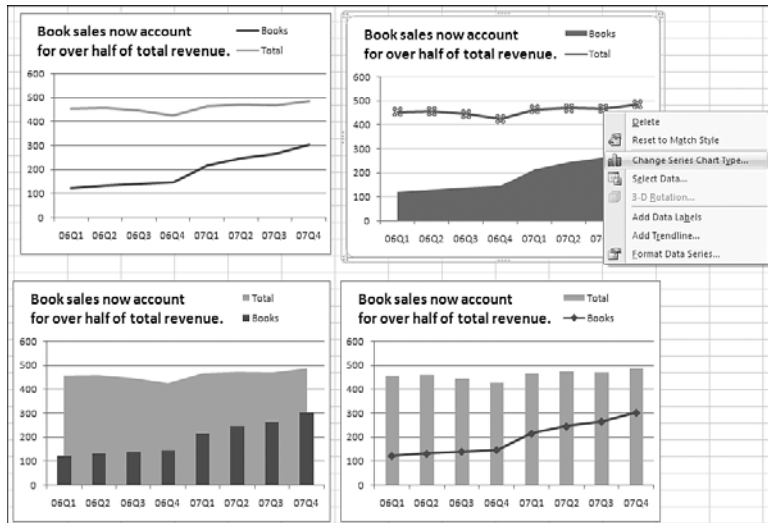 Book sales now account
for over half of total revenue.
Books
Total
600
500
400
300
200
100
0
06Q1 06Q2 06Q3 06Q4 07Q1 07Q2 07Q3 07Q4
Book sales now account
for over half of total revenue.
Books
Total
600
500
400
300
200
100
0
06Q1 06Q2 06Q3 06Q4 07Q1 07Q2
Delete
Reset to Match Style
Change Series Chart Type...
Select Data...
3-D Rotation...
Add Data Labels
Add Trendline...
Format Data Series...
Book sales now account
for over half of total revenue.
Total
Books
600
500
400
300
200
100
0
06Q1 06Q2 06Q3 06Q4 07Q1 07Q2 07Q3 07Q4
Book sales now account
for over half of total revenue.
Total
Books
600
500
400
300
200
100
0
06Q1 06Q2 06Q3 06Q4 07Q1 07Q2 07Q3 07Q4